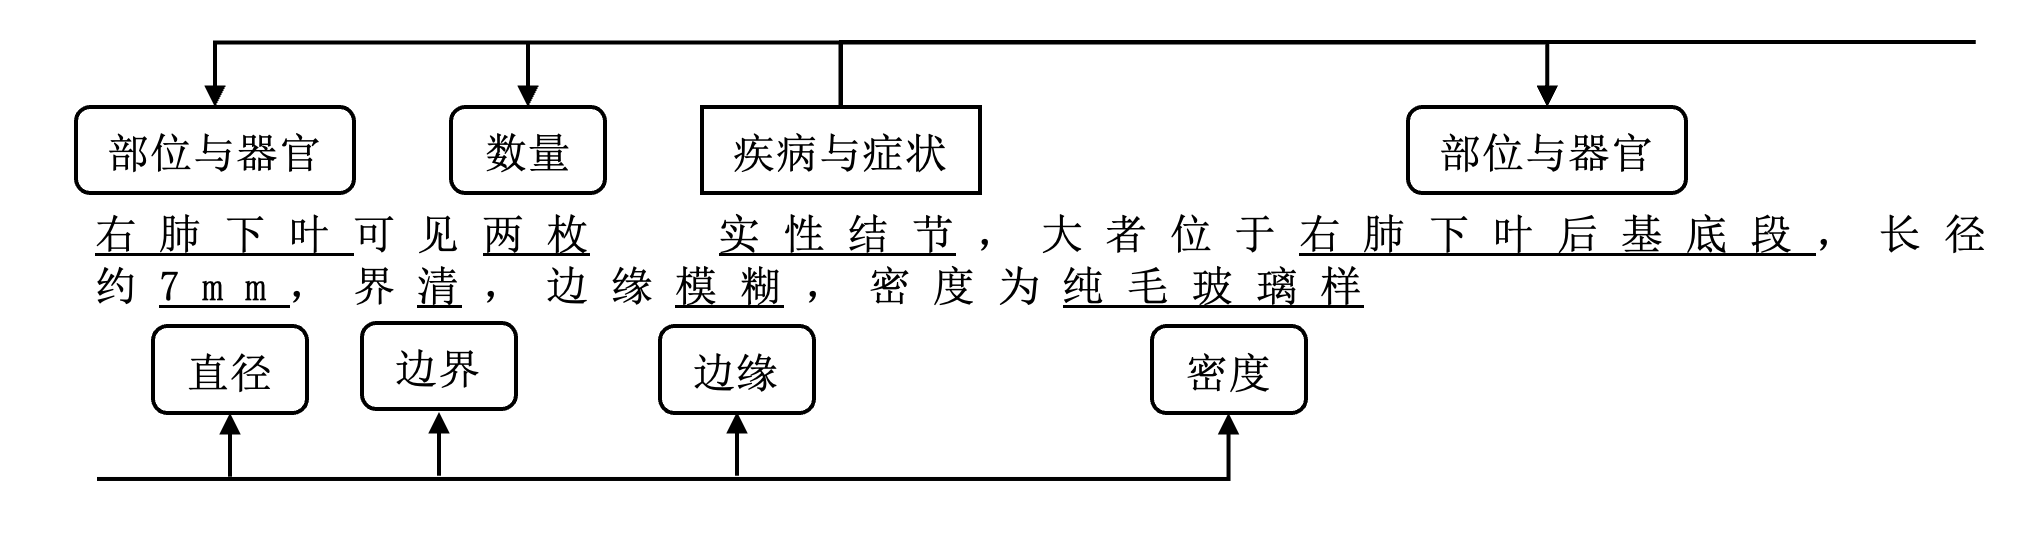 部位与器官 数量 疾病与症状 部位与器官
右肺下叶可见两枚 实性结节，大者位于右肺下叶后基底段，长径
约7mm，界清，边缘模糊，密度为纯毛玻璃样
直径 边界 边缘 密度